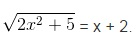 √(2x² + 5) = x + 2.